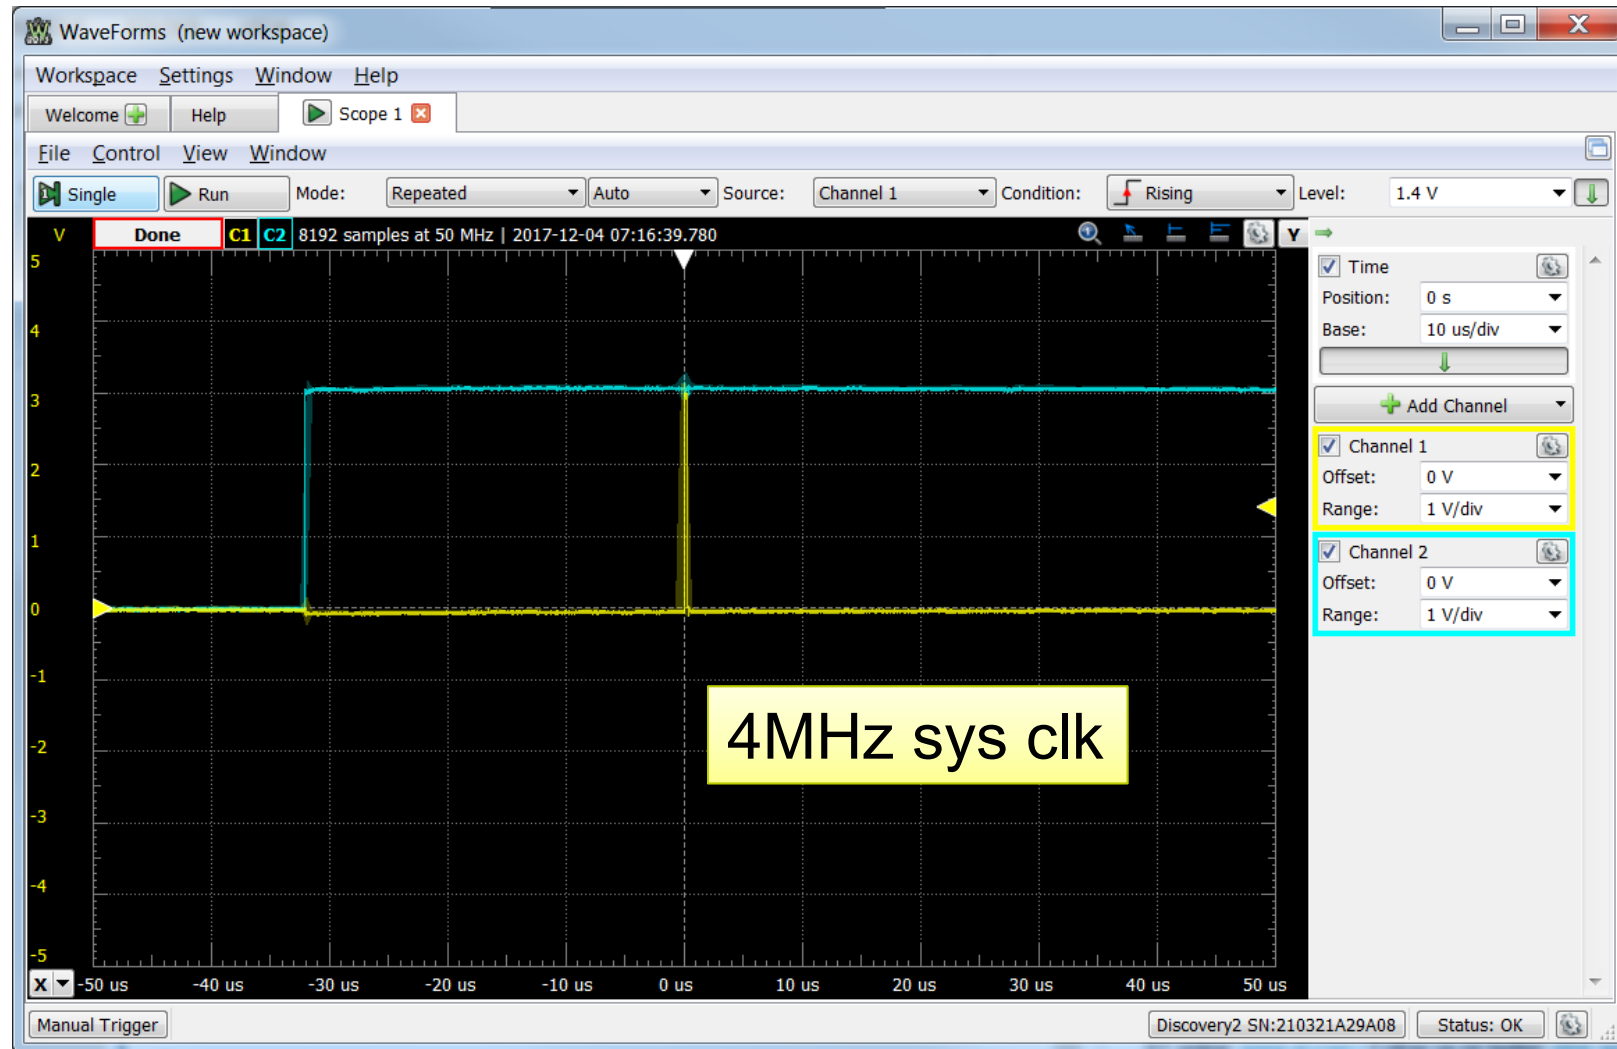 WaveForms (new workspace)
Workspace Settings Window Help
Welcome Help Scope 1
File Control View Window
Single Run Mode: Repeated Auto Source: Channel 1 Condition: Rising Level: 1.4 V
V Done C1 C2 8192 samples at 50 MHz | 2017-12-04 07:16:39.780 Y
Time
Position: 0 s
Base: 10 us/div
Add Channel
Channel 1
Offset: 0 V
Range: 1 V/div
Channel 2
Offset: 0 V
Range: 1 V/div
5
4
3
2
1
0
-1
-2
-3
-4
-5
4MHz sys clk
X -50 us -40 us -30 us -20 us -10 us 0 us 10 us 20 us 30 us 40 us 50 us
Manual Trigger Discovery2 SN:210321A29A08 Status: OK